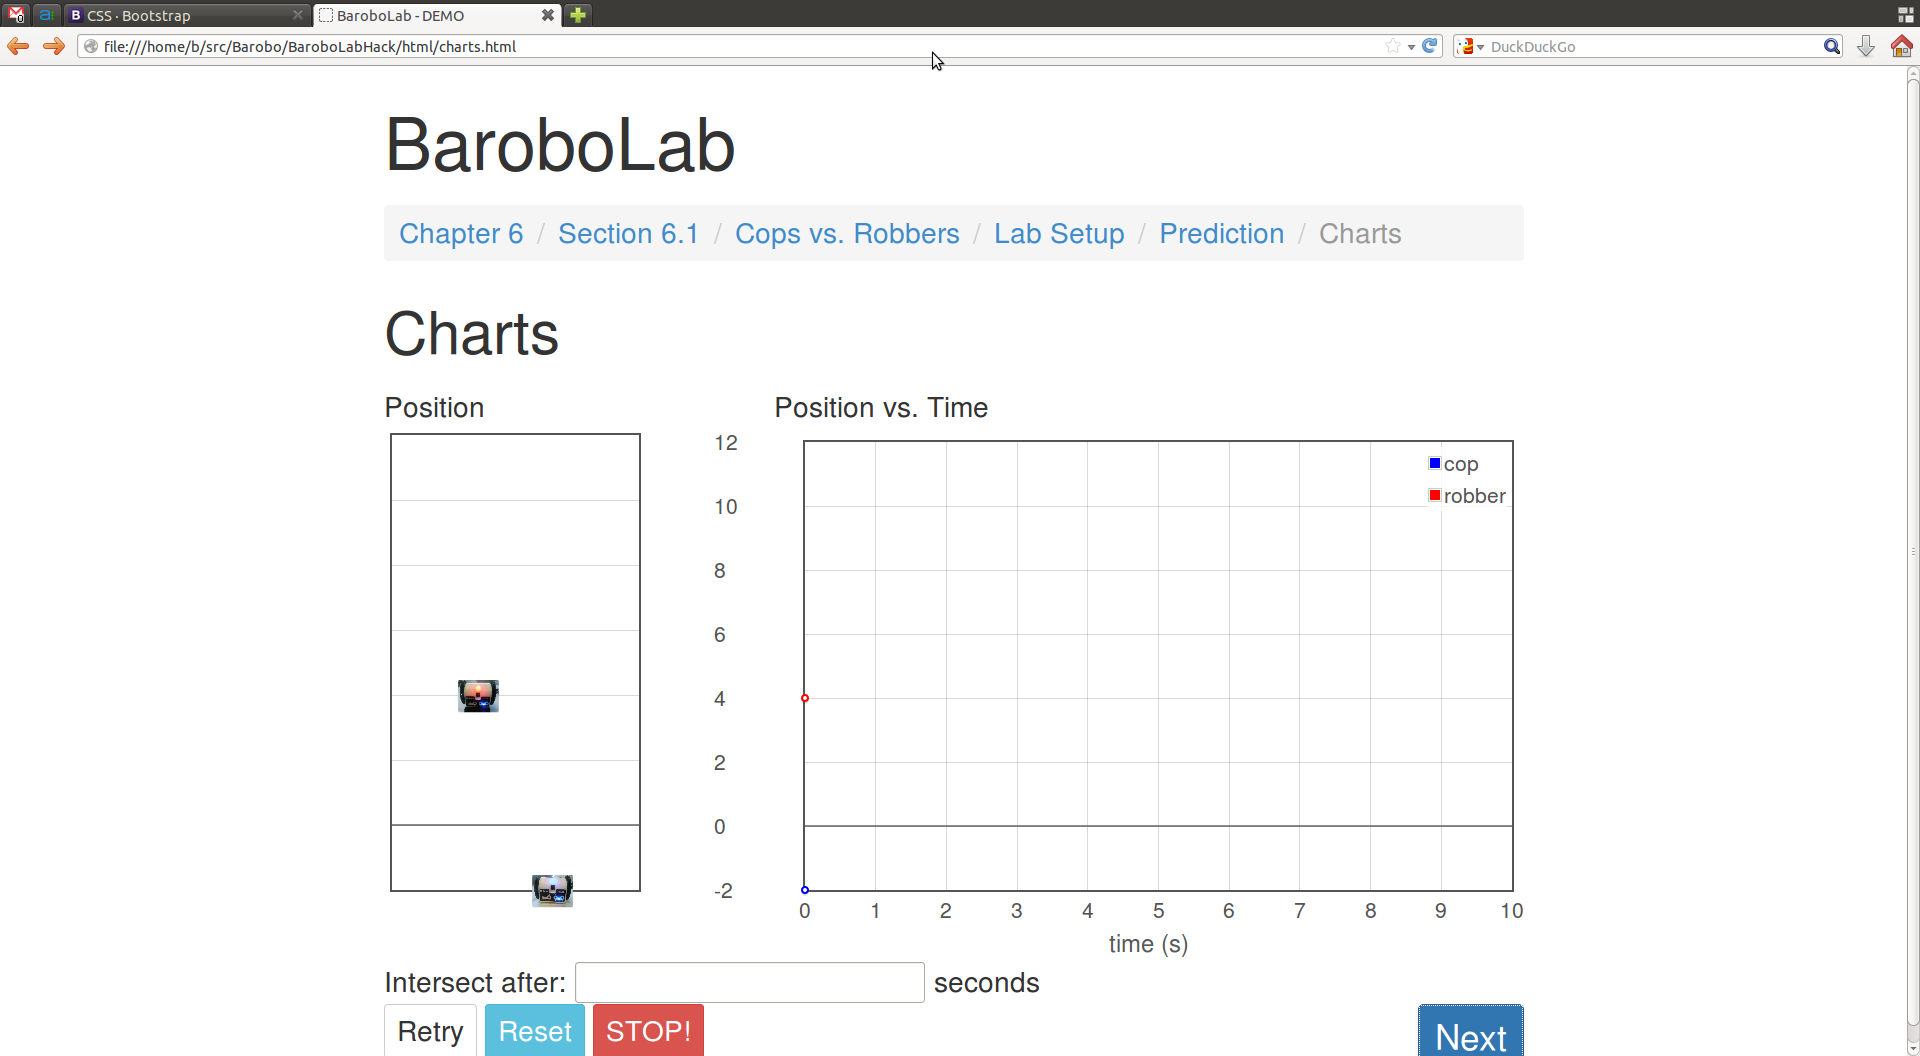 CSS · Bootstrap
BaroboLab - DEMO
file:///home/b/src/Barobo/BaroboLabHack/html/charts.html
DuckDuckGo
BaroboLab
Chapter 6 / Section 6.1 / Cops vs. Robbers / Lab Setup / Prediction / Charts
Charts
Position
Position vs. Time
12
10
8
6
4
2
0
-2
cop
robber
0 1 2 3 4 5 6 7 8 9 10
time (s)
Intersect after: seconds
Retry Reset STOP! Next